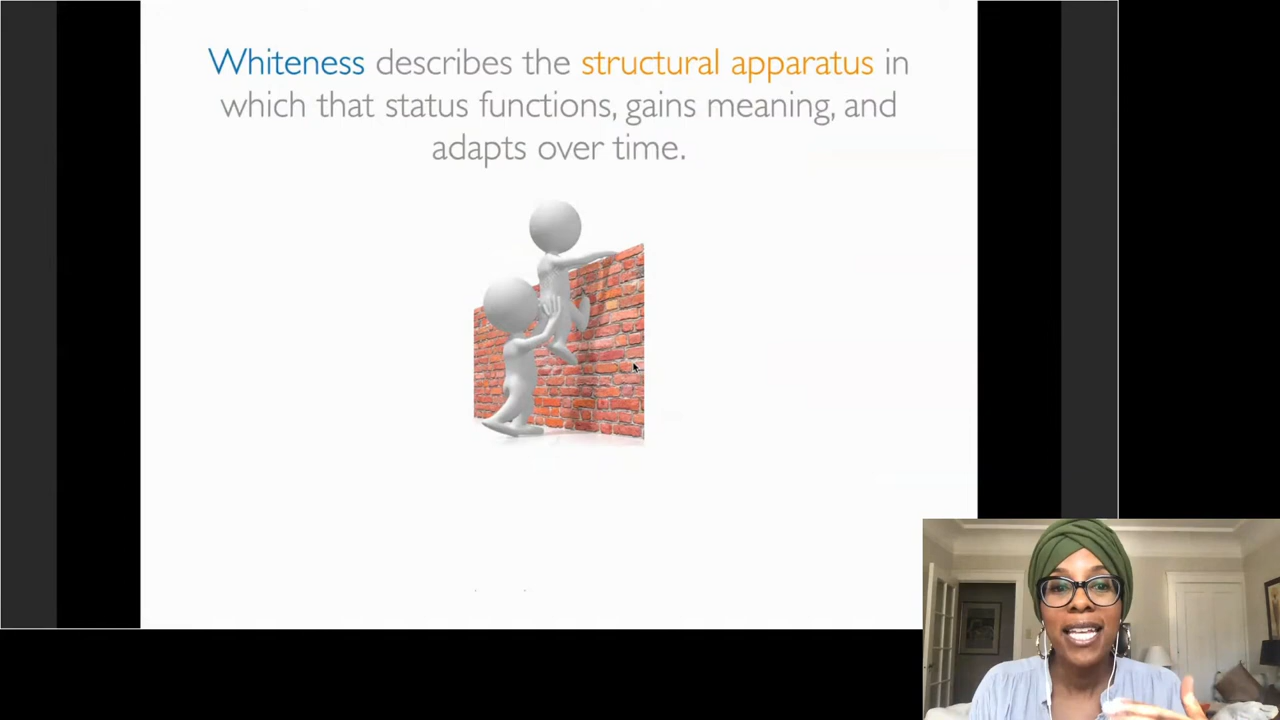 Whiteness describes the structural apparatus in
which that status functions, gains meaning, and
adapts over time.